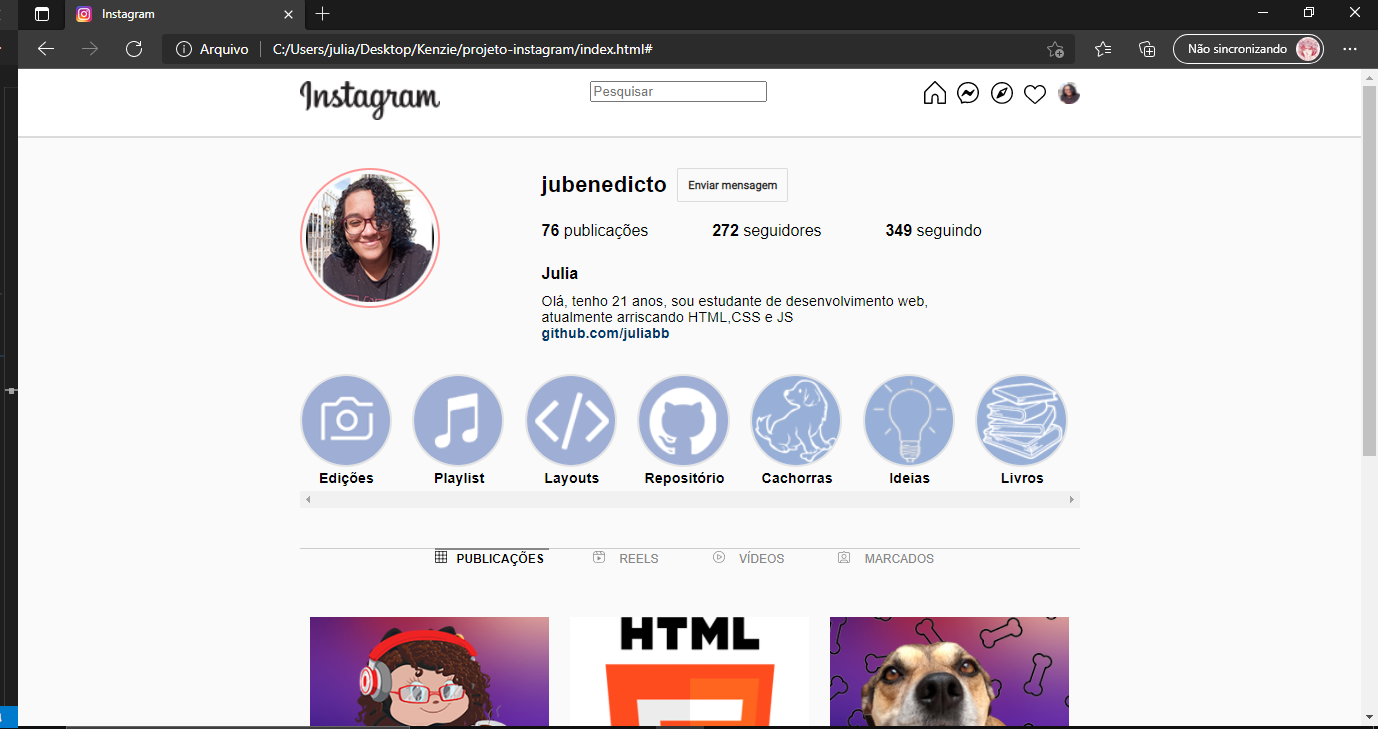 Instagram
Arquivo C:/Users/julia/Desktop/Kenzie/projeto-instagram/index.html# Não sincronizando
Instagram Pesquisar
jubenedicto Enviar mensagem
76 publicações 272 seguidores 349 seguindo
Julia
Olá, tenho 21 anos, sou estudante de desenvolvimento web,
atualmente arriscando HTML,CSS e JS
github.com/juliabb
Edições Playlist Layouts Repositório Cachorras Ideias Livros
PUBLICAÇÕES REELS VÍDEOS MARCADOS
HTML